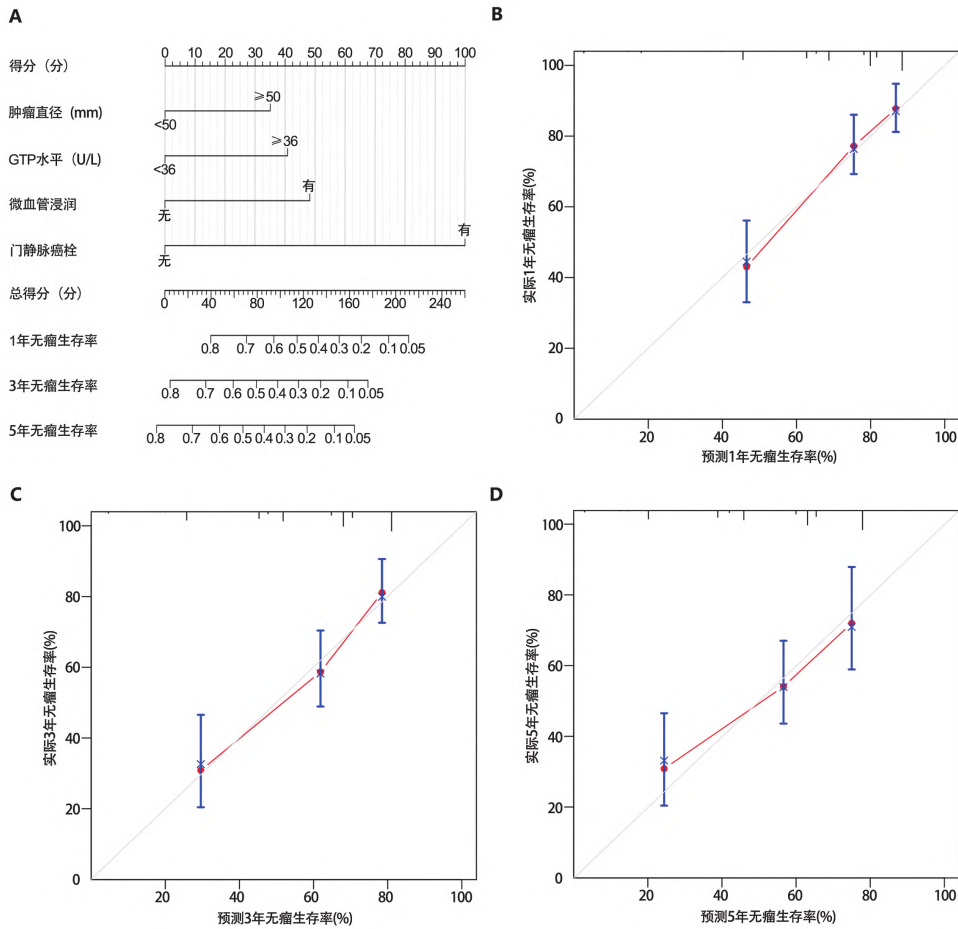 A
得分（分）
0 10 20 30 40 50 60 70 80 90 100
肿瘤直径 (mm)
≥50
<50
GTP水平（U/L）
≥36
<36
微血管浸润
有
无
门静脉癌栓
有
无
总得分（分）
0 40 80 120 160 200 240
1年无瘤生存率
0.8 0.7 0.6 0.5 0.4 0.3 0.2 0.1 0.05
3年无瘤生存率
0.8 0.7 0.6 0.5 0.4 0.3 0.2 0.1 0.05
5年无瘤生存率
0.8 0.7 0.6 0.5 0.4 0.3 0.2 0.1 0.05
B
实际1年无瘤生存率(%)
100
80
60
40
20
0
20 40 60 80 100
预测1年无瘤生存率(%)
C
实际3年无瘤生存率(%)
100
80
60
40
20
0
20 40 60 80 100
预测3年无瘤生存率(%)
D
实际5年无瘤生存率(%)
100
80
60
40
20
0
20 40 60 80 100
预测5年无瘤生存率(%)